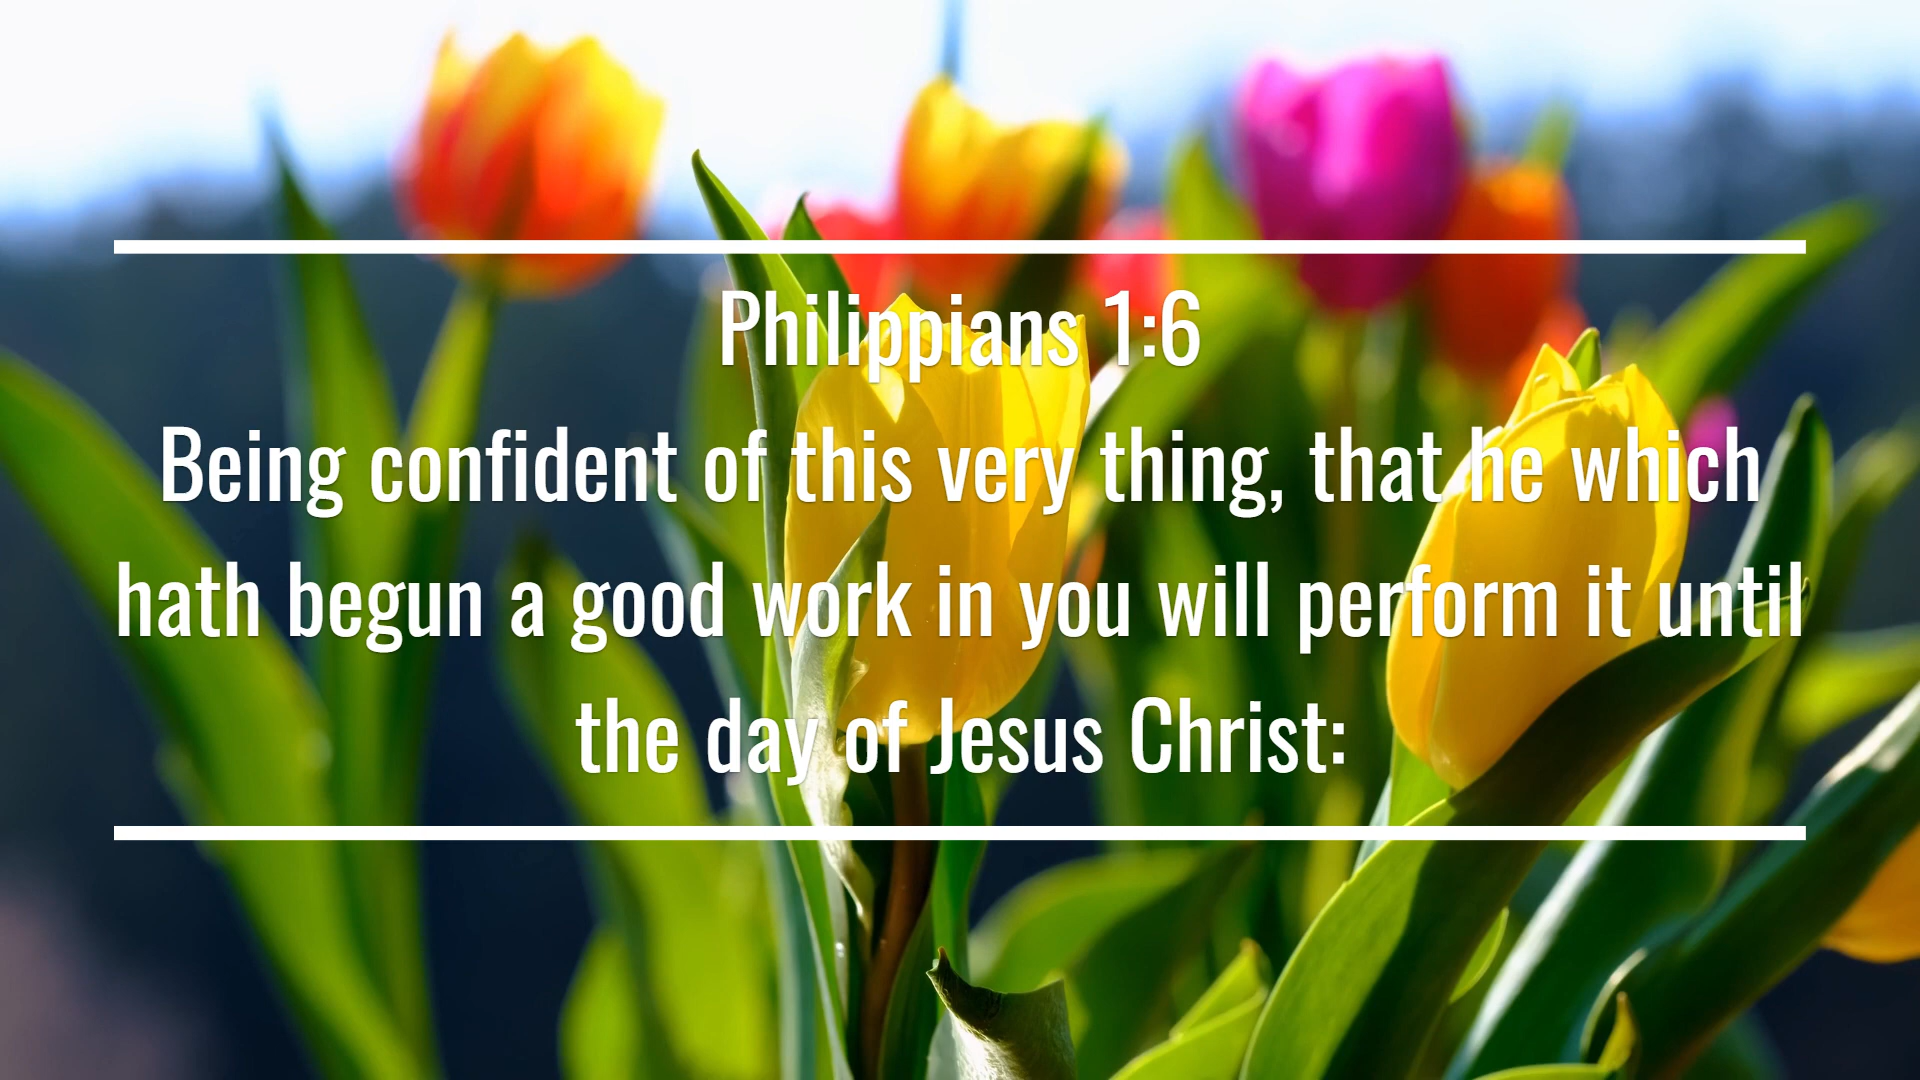 Philippians 1:6
Being confident of this very thing, that he which
hath begun a good work in you will perform it until
the day of Jesus Christ: